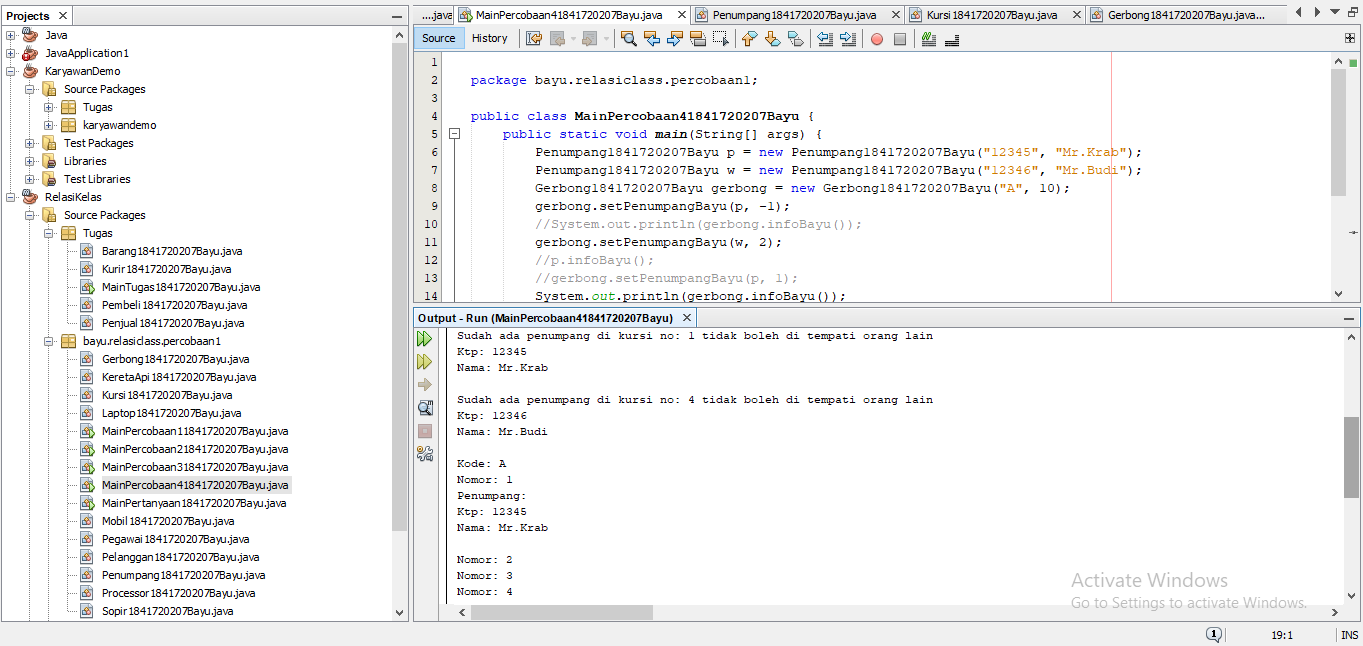 Projects
Java
JavaApplication1
KaryawanDemo
Source Packages
Tugas
karyawandemo
Test Packages
Libraries
Test Libraries
RelasiKelas
Source Packages
Tugas
Barang1841720207Bayu.java
Kurir1841720207Bayu.java
MainTugas1841720207Bayu.java
Pembeli1841720207Bayu.java
Penjual1841720207Bayu.java
bayu.relasiclass.percobaan1
Gerbong1841720207Bayu.java
KeretaApi1841720207Bayu.java
Kursi1841720207Bayu.java
Laptop1841720207Bayu.java
MainPercobaan11841720207Bayu.java
MainPercobaan21841720207Bayu.java
MainPercobaan31841720207Bayu.java
MainPercobaan41841720207Bayu.java
MainPertanyaan1841720207Bayu.java
Mobil1841720207Bayu.java
Pegawai1841720207Bayu.java
Pelanggan1841720207Bayu.java
Penumpang1841720207Bayu.java
Processor1841720207Bayu.java
Sopir1841720207Bayu.java
....java MainPercobaan41841720207Bayu.java Penumpang1841720207Bayu.java Kursi1841720207Bayu.java Gerbong1841720207Bayu.java...
Source History
1
2 package bayu.relasiclass.percobaan1;
3
4 public class MainPercobaan41841720207Bayu {
5 public static void main(String[] args) {
6 Penumpang1841720207Bayu p = new Penumpang1841720207Bayu("12345", "Mr.Krab");
7 Penumpang1841720207Bayu w = new Penumpang1841720207Bayu("12346", "Mr.Budi");
8 Gerbong1841720207Bayu gerbong = new Gerbong1841720207Bayu("A", 10);
9 gerbong.setPenumpangBayu(p, -1);
10 //System.out.println(gerbong.infoBayu());
11 gerbong.setPenumpangBayu(w, 2);
12 //p.infoBayu();
13 //gerbong.setPenumpangBayu(p, 1);
14 System.out.println(gerbong.infoBayu());
Output - Run (MainPercobaan41841720207Bayu)
Sudah ada penumpang di kursi no: 1 tidak boleh di tempati orang lain
Ktp: 12345
Nama: Mr.Krab
Sudah ada penumpang di kursi no: 4 tidak boleh di tempati orang lain
Ktp: 12346
Nama: Mr.Budi
Kode: A
Nomor: 1
Penumpang:
Ktp: 12345
Nama: Mr.Krab
Nomor: 2
Nomor: 3
Nomor: 4
Activate Windows
Go to Settings to activate Windows.
1 19:1 INS